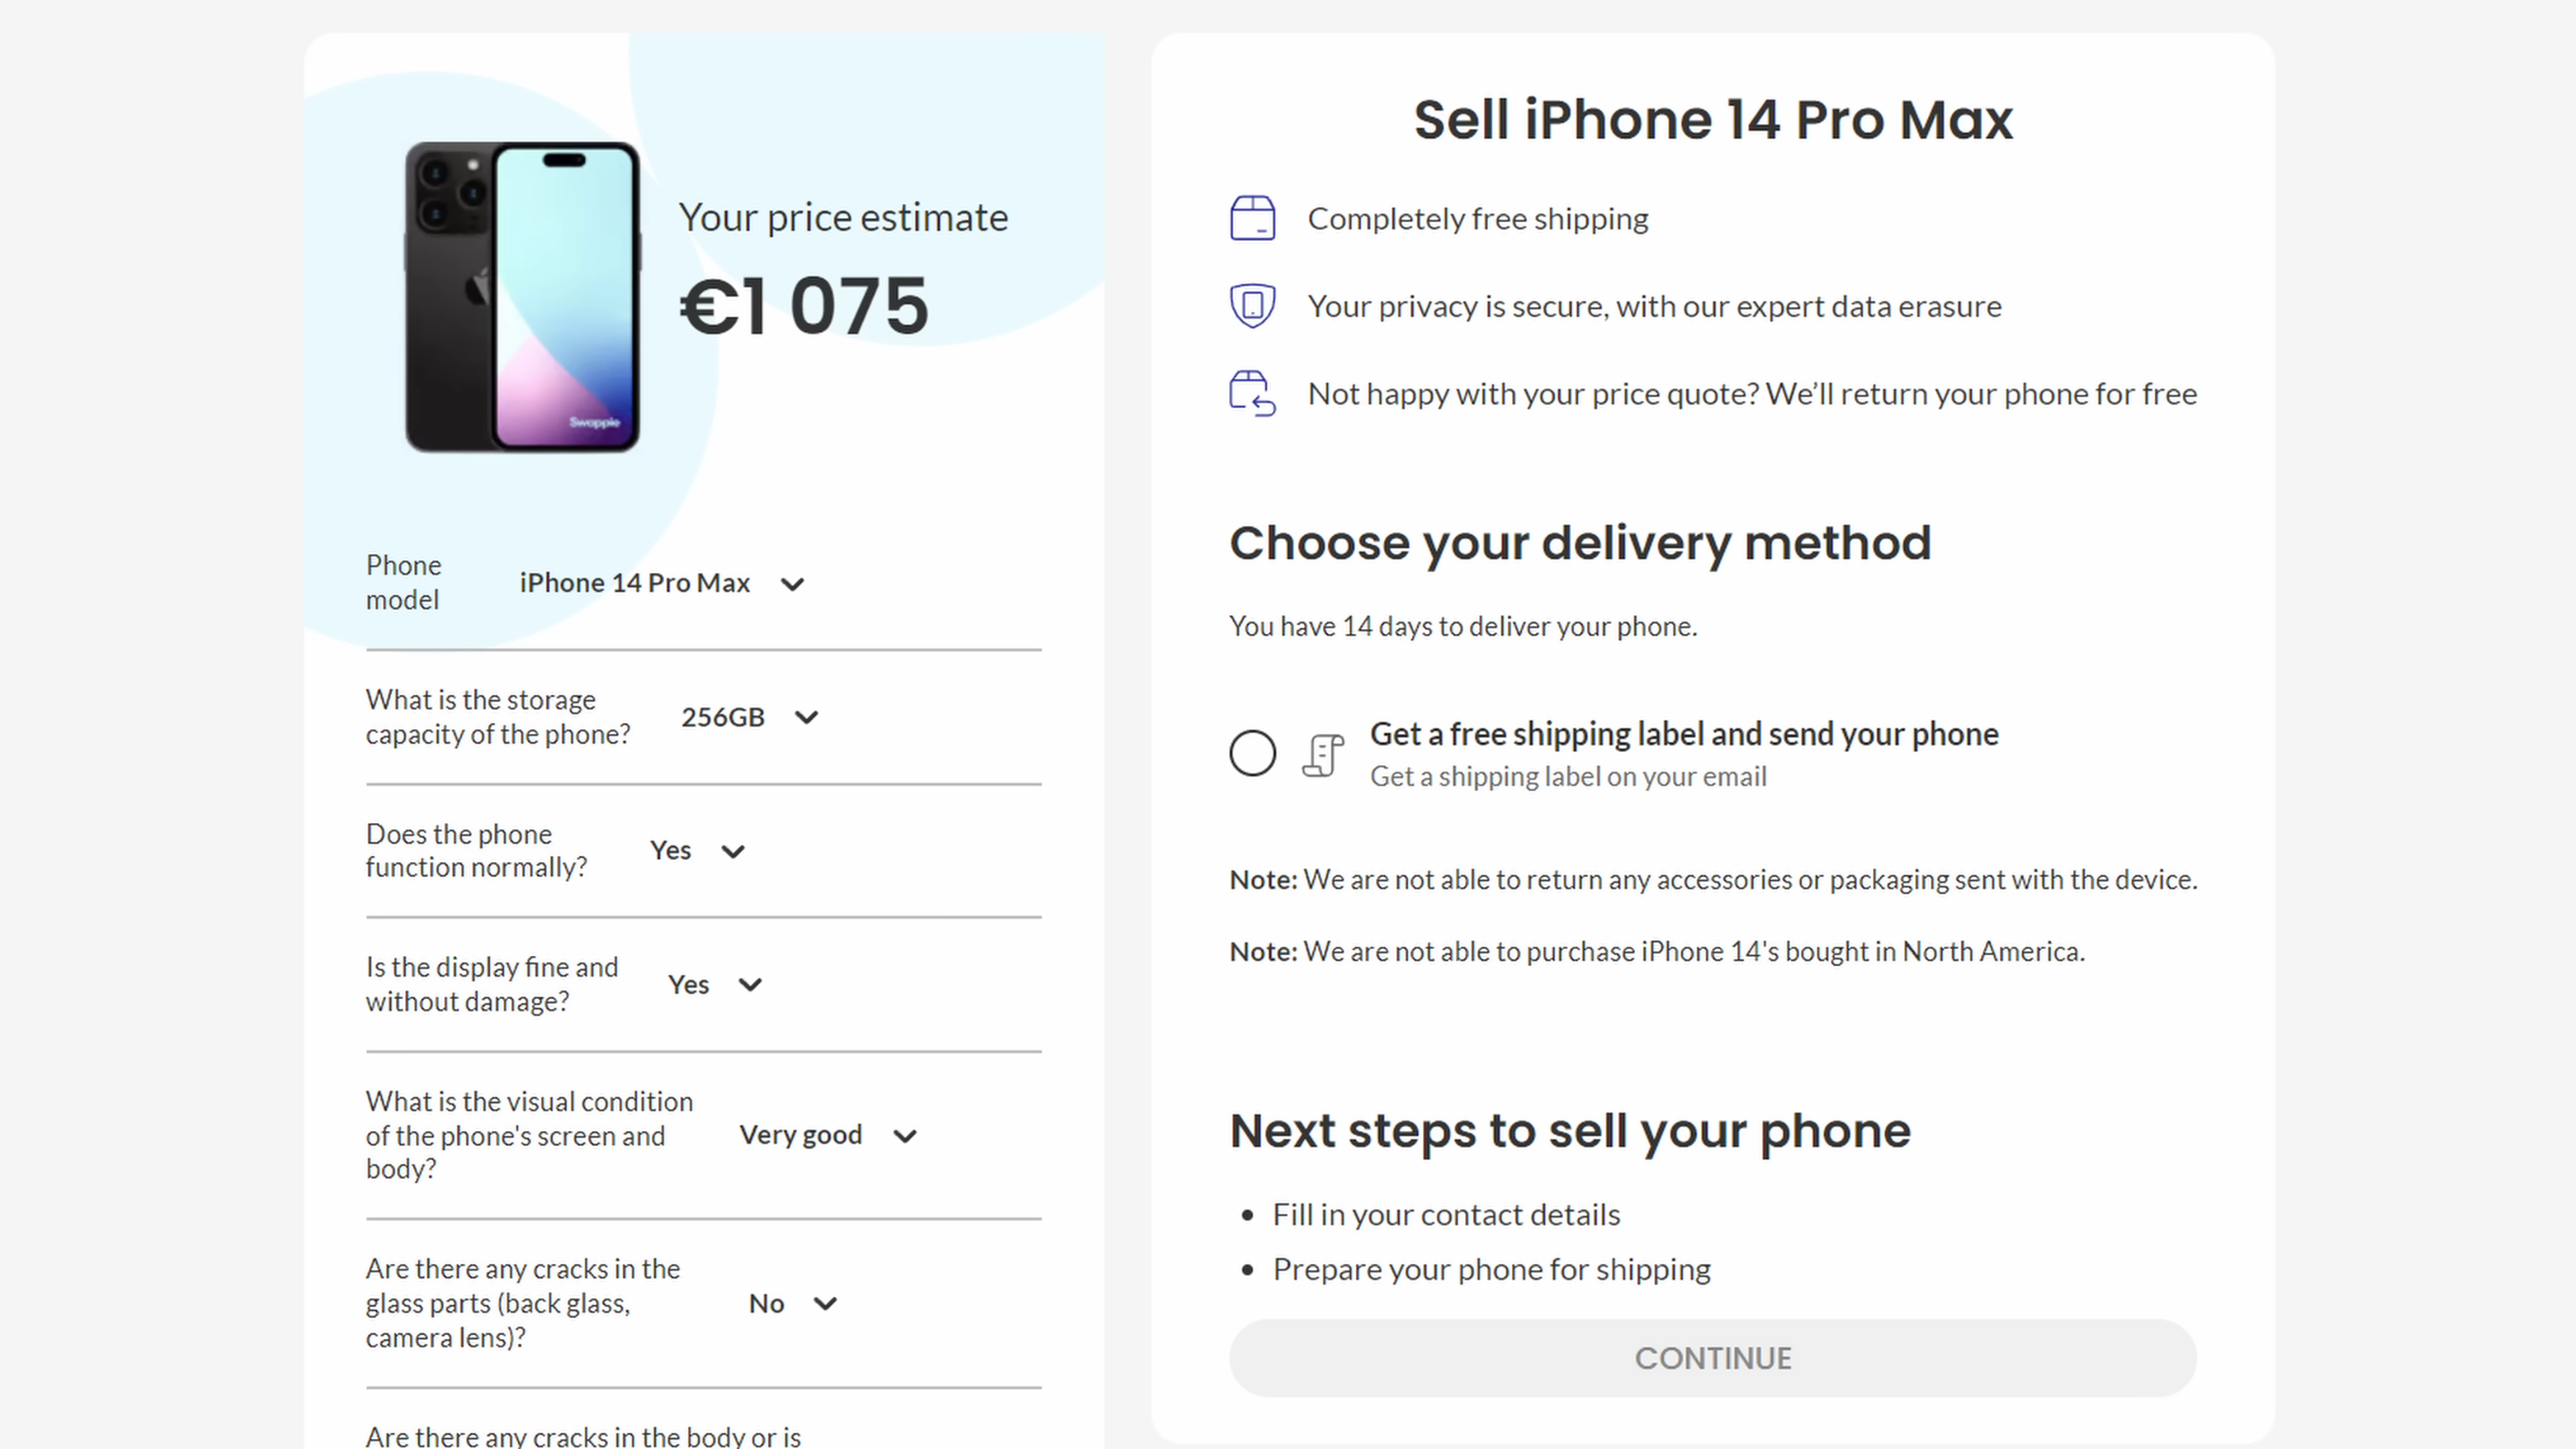 Your price estimate
€1 075
Swappie
Phone
model
iPhone 14 Pro Max
What is the storage
capacity of the phone?
256GB
Does the phone
function normally?
Yes
Is the display fine and
without damage?
Yes
What is the visual condition
of the phone's screen and
body?
Very good
Are there any cracks in the
glass parts (back glass,
camera lens)?
No
Are there any cracks in the body or is
Sell iPhone 14 Pro Max
Completely free shipping
Your privacy is secure, with our expert data erasure
Not happy with your price quote? We’ll return your phone for free
Choose your delivery method
You have 14 days to deliver your phone.
Get a free shipping label and send your phone
Get a shipping label on your email
Note: We are not able to return any accessories or packaging sent with the device.
Note: We are not able to purchase iPhone 14's bought in North America.
Next steps to sell your phone
• Fill in your contact details
• Prepare your phone for shipping
CONTINUE